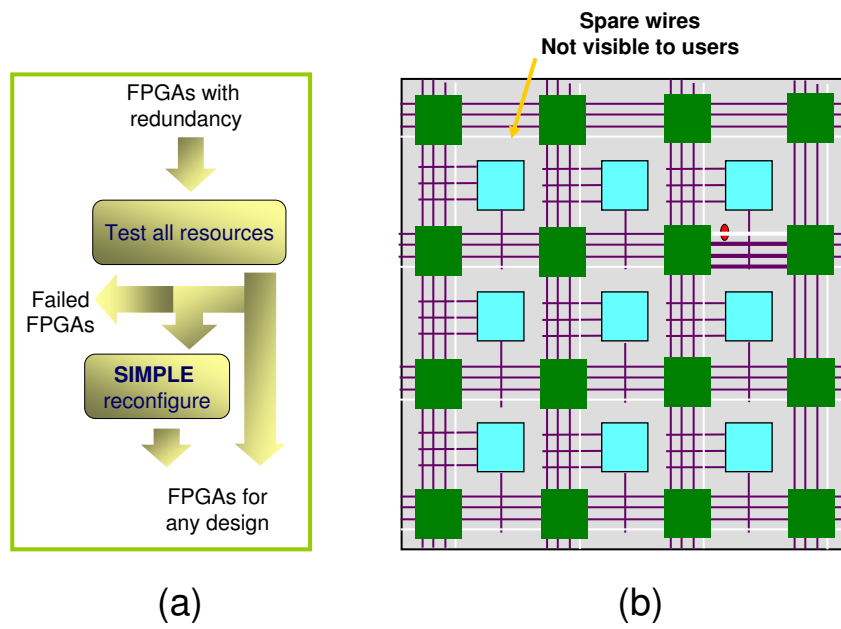 FPGAs with
redundancy
Test all resources
Failed
FPGAs
SIMPLE
reconfigure
FPGAs for
any design
(a)
Spare wires
Not visible to users
(b)